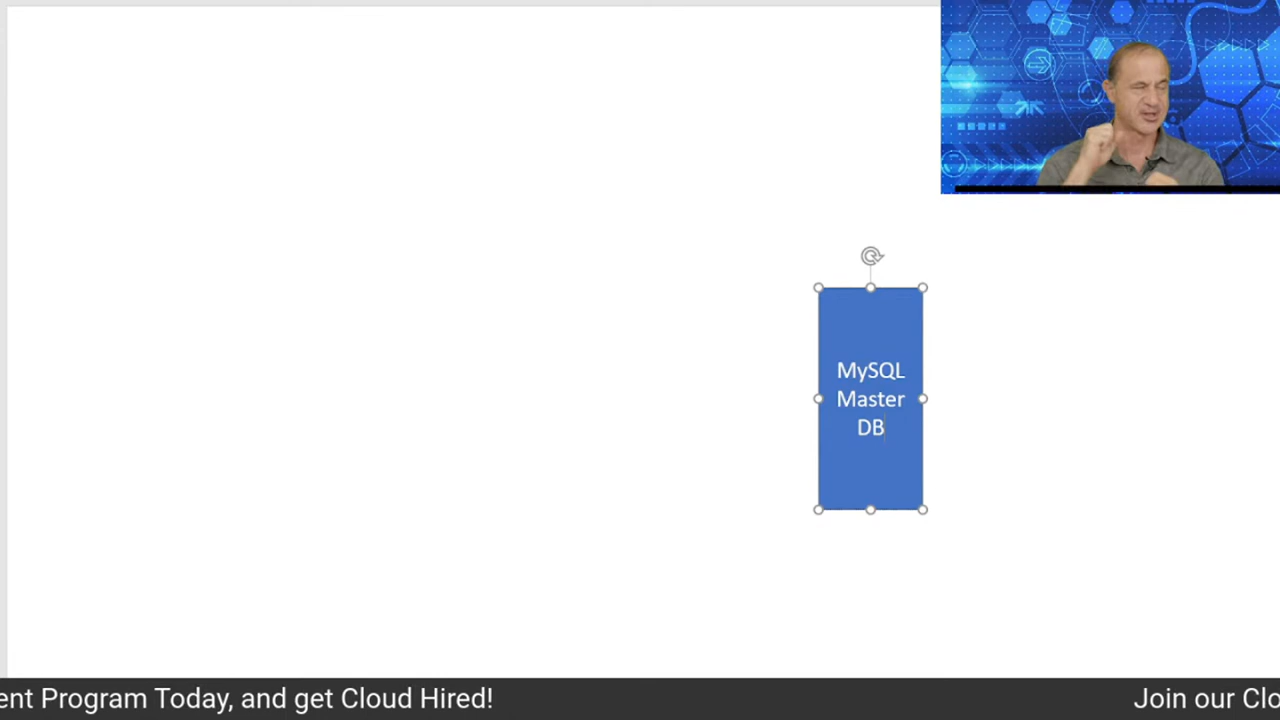 MySQL
Master
DB
ent Program Today, and get Cloud Hired!
Join our Clo